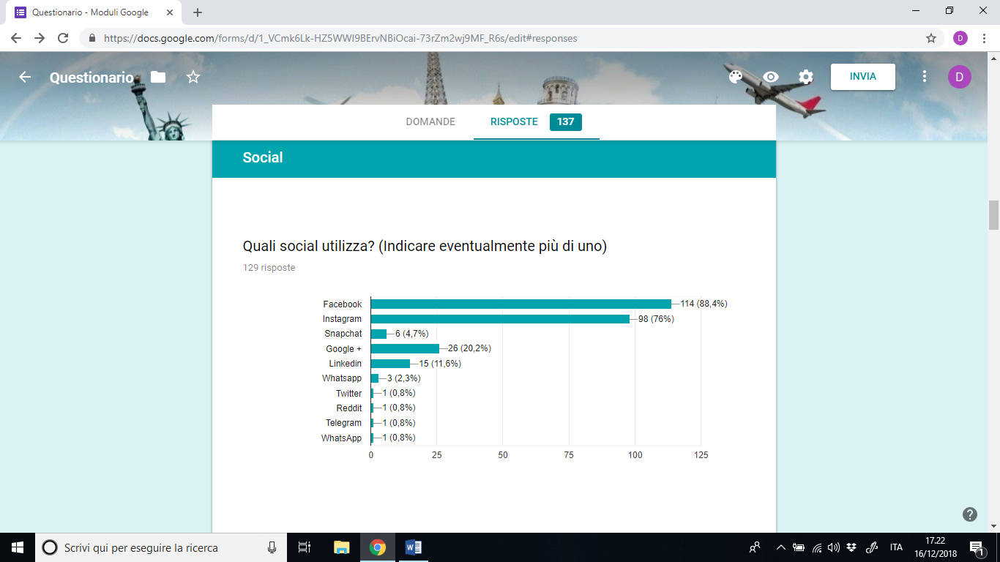 Questionario - Moduli Google
https://docs.google.com/forms/d/1_VCmk6Lk-HZ5WWI9BErvNBiOcai-73rZm2wj9MF_R6s/edit#responses
D
Questionario
INVIA
D
DOMANDE RISPOSTE 137
Social
Quali social utilizza? (Indicare eventualmente più di uno)
129 risposte
Facebook 114 (88,4%)
Instagram 98 (76%)
Snapchat 6 (4,7%)
Google + 26 (20,2%)
Linkedin 15 (11,6%)
Whatsapp 3 (2,3%)
Twitter 1 (0,8%)
Reddit 1 (0,8%)
Telegram 1 (0,8%)
WhatsApp 1 (0,8%)
0 25 50 75 100 125
Scrivi qui per eseguire la ricerca
ITA
17.22
16/12/2018
1